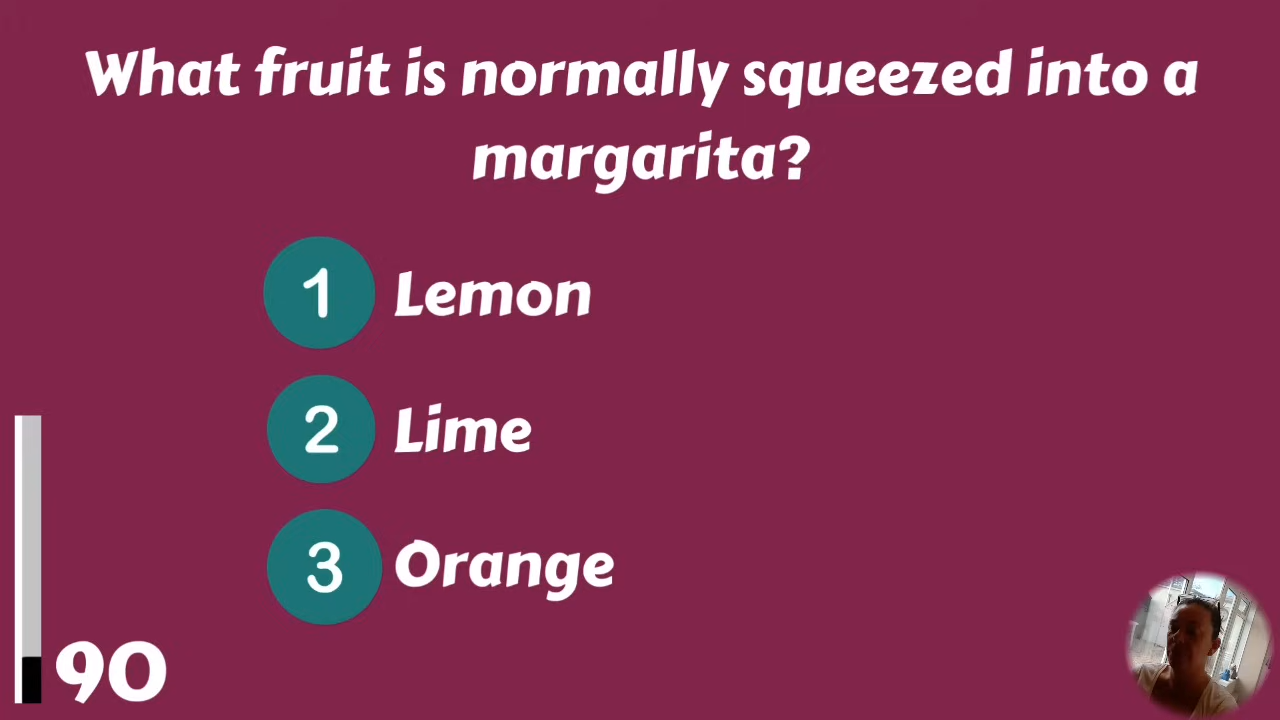 What fruit is normally squeezed into a
margarita?
1 Lemon
2 Lime
3 Orange
90